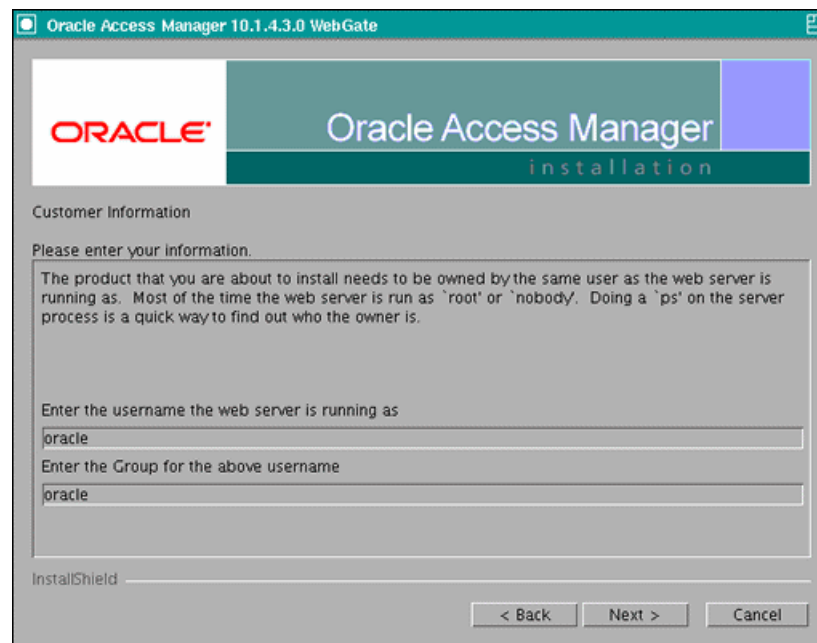 Oracle Access Manager 10.1.4.3.0 WebGate
ORACLE®
Oracle Access Manager
installation
Customer Information
Please enter your information.
The product that you are about to install needs to be owned by the same user as the web server is
running as. Most of the time the web server is run as `root' or `nobody'. Doing a `ps' on the server
process is a quick way to find out who the owner is.
Enter the username the web server is running as
oracle
Enter the Group for the above username
oracle
InstallShield
< Back
Next >
Cancel